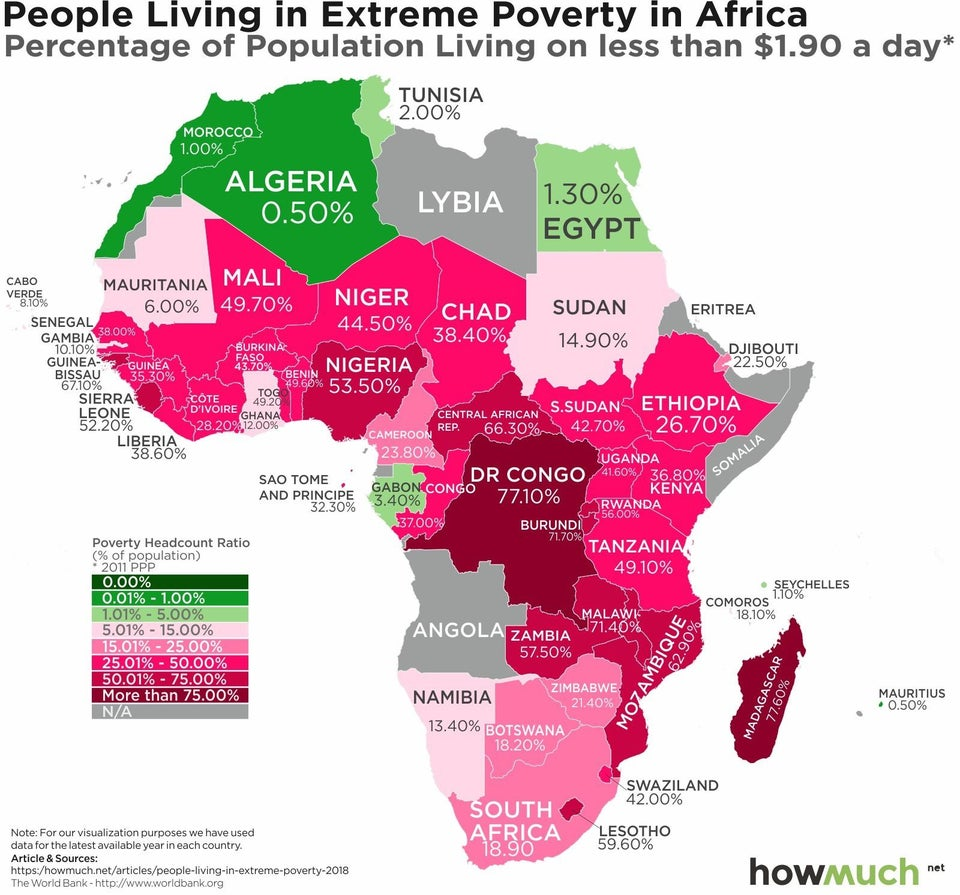 People Living in Extreme Poverty in Africa
Percentage of Population Living on less than $1.90 a day*
TUNISIA
2.00%
MOROCCO
1.00%
ALGERIA
0.50%
LYBIA
1.30%
EGYPT
CABO
VERDE
8.10%
MAURITANIA
6.00%
MALI
49.70%
NIGER
44.50%
CHAD
38.40%
SUDAN
14.90%
ERITREA
SENEGAL
38.00%
GAMBIA
10.10%
GUINEA-
BISSAU
67.10%
GUINEA
35.30%
BURKINA
FASO
43.70%
BENIN
49.60%
NIGERIA
53.50%
DJIBOUTI
22.50%
SIERRA
LEONE
52.20%
CÔTE
D'IVOIRE
28.20%
TOGO
49.20%
GHANA
12.00%
LIBERIA
38.60%
CAMEROON
23.80%
CENTRAL AFRICAN
REP.
66.30%
S.SUDAN
42.70%
ETHIOPIA
26.70%
SOMALIA
UGANDA
41.60%
36.80%
KENYA
SAO TOME
AND PRINCIPE
32.30%
GABON
3.40%
CONGO
37.00%
DR CONGO
77.10%
RWANDA
56.00%
BURUNDI
71.70%
TANZANIA
49.10%
SEYCHELLES
1.10%
COMOROS
18.10%
ANGOLA
ZAMBIA
57.50%
MALAWI
71.40%
MOZAMBIQUE
62.90%
MADAGASCAR
77.60%
MAURITIUS
0.50%
NAMIBIA
13.40%
BOTSWANA
18.20%
ZIMBABWE
21.40%
SWAZILAND
42.00%
SOUTH
AFRICA
18.90
LESOTHO
59.60%
Poverty Headcount Ratio
(% of population)
* 2011 PPP
0.00%
0.01% - 1.00%
1.01% - 5.00%
5.01% - 15.00%
15.01% - 25.00%
25.01% - 50.00%
50.01% - 75.00%
More than 75.00%
N/A
Note: For our visualization purposes we have used
data for the latest available year in each country.
Article & Sources:
https:/howmuch.net/articles/people-living-in-extreme-poverty-2018
The World Bank - http://www.worldbank.org
howmuch net